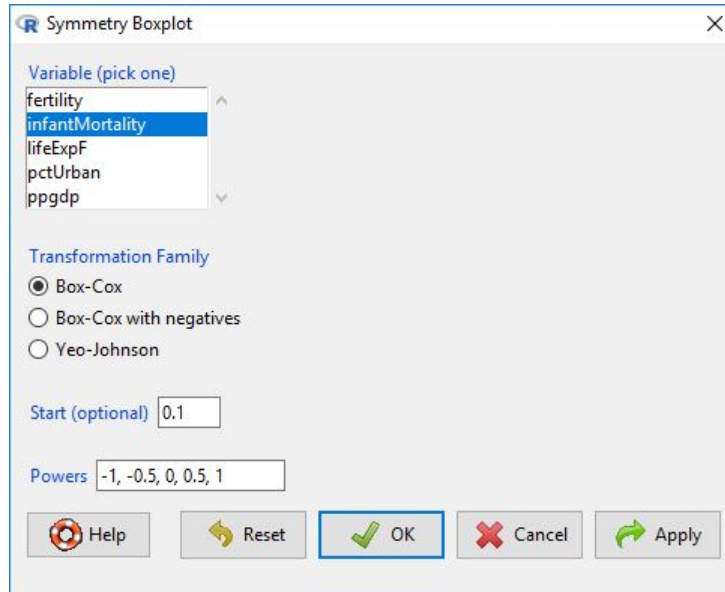 Symmetry Boxplot
Variable (pick one)
fertility
infantMortality
lifeExpF
pctUrban
ppgdp
Transformation Family
Box-Cox
Box-Cox with negatives
Yeo-Johnson
Start (optional) 0.1
Powers -1, -0.5, 0, 0.5, 1
Help Reset OK Cancel Apply